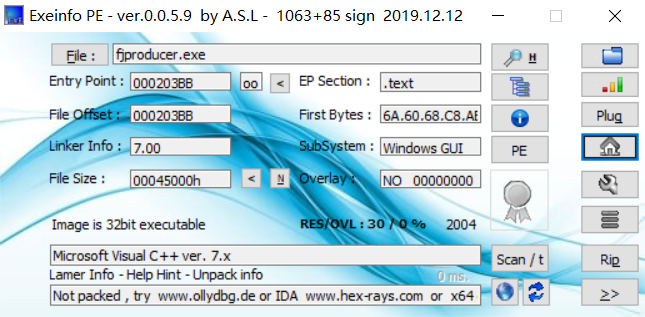 Exeinfo PE - ver.0.0.5.9 by A.S.L - 1063+85 sign 2019.12.12
File : fjproducer.exe H
Entry Point : 000203BB oo < EP Section : .text
File Offset : 000203BB First Bytes : 6A.60.68.C8.AE Plug
Linker Info : 7.00 SubSystem : Windows GUI PE
File Size : 00045000h < N Overlay : NO 00000000
Image is 32bit executable RES/OVL : 30 / 0 % 2004
Microsoft Visual C++ ver. 7.x Scan / t Rip
Lamer Info - Help Hint - Unpack info 0 ms.
Not packed , try www.ollydbg.de or IDA www.hex-rays.com or x64 >>